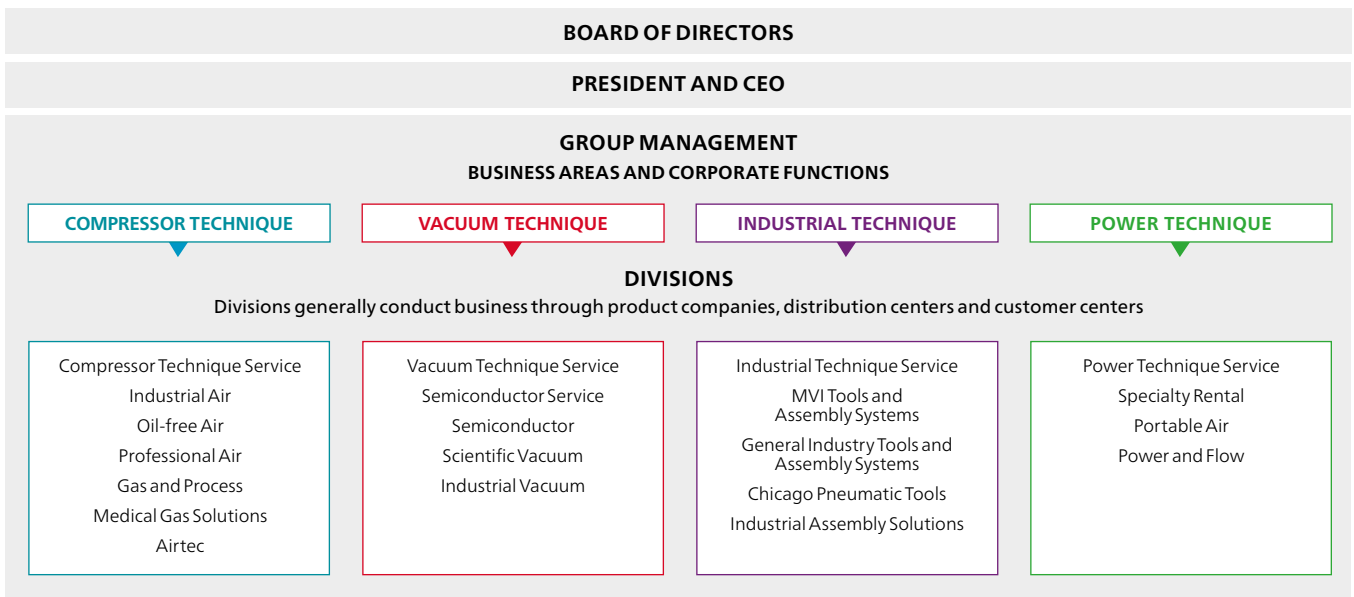 BOARD OF DIRECTORS
PRESIDENT AND CEO
GROUP MANAGEMENT
BUSINESS AREAS AND CORPORATE FUNCTIONS
COMPRESSOR TECHNIQUE
VACUUM TECHNIQUE
INDUSTRIAL TECHNIQUE
POWER TECHNIQUE
DIVISIONS
Divisions generally conduct business through product companies, distribution centers and customer centers
Compressor Technique Service
Industrial Air
Oil-free Air
Professional Air
Gas and Process
Medical Gas Solutions
Airtec
Vacuum Technique Service
Semiconductor Service
Semiconductor
Scientific Vacuum
Industrial Vacuum
Industrial Technique Service
MVI Tools and
Assembly Systems
General Industry Tools and
Assembly Systems
Chicago Pneumatic Tools
Industrial Assembly Solutions
Power Technique Service
Specialty Rental
Portable Air
Power and Flow